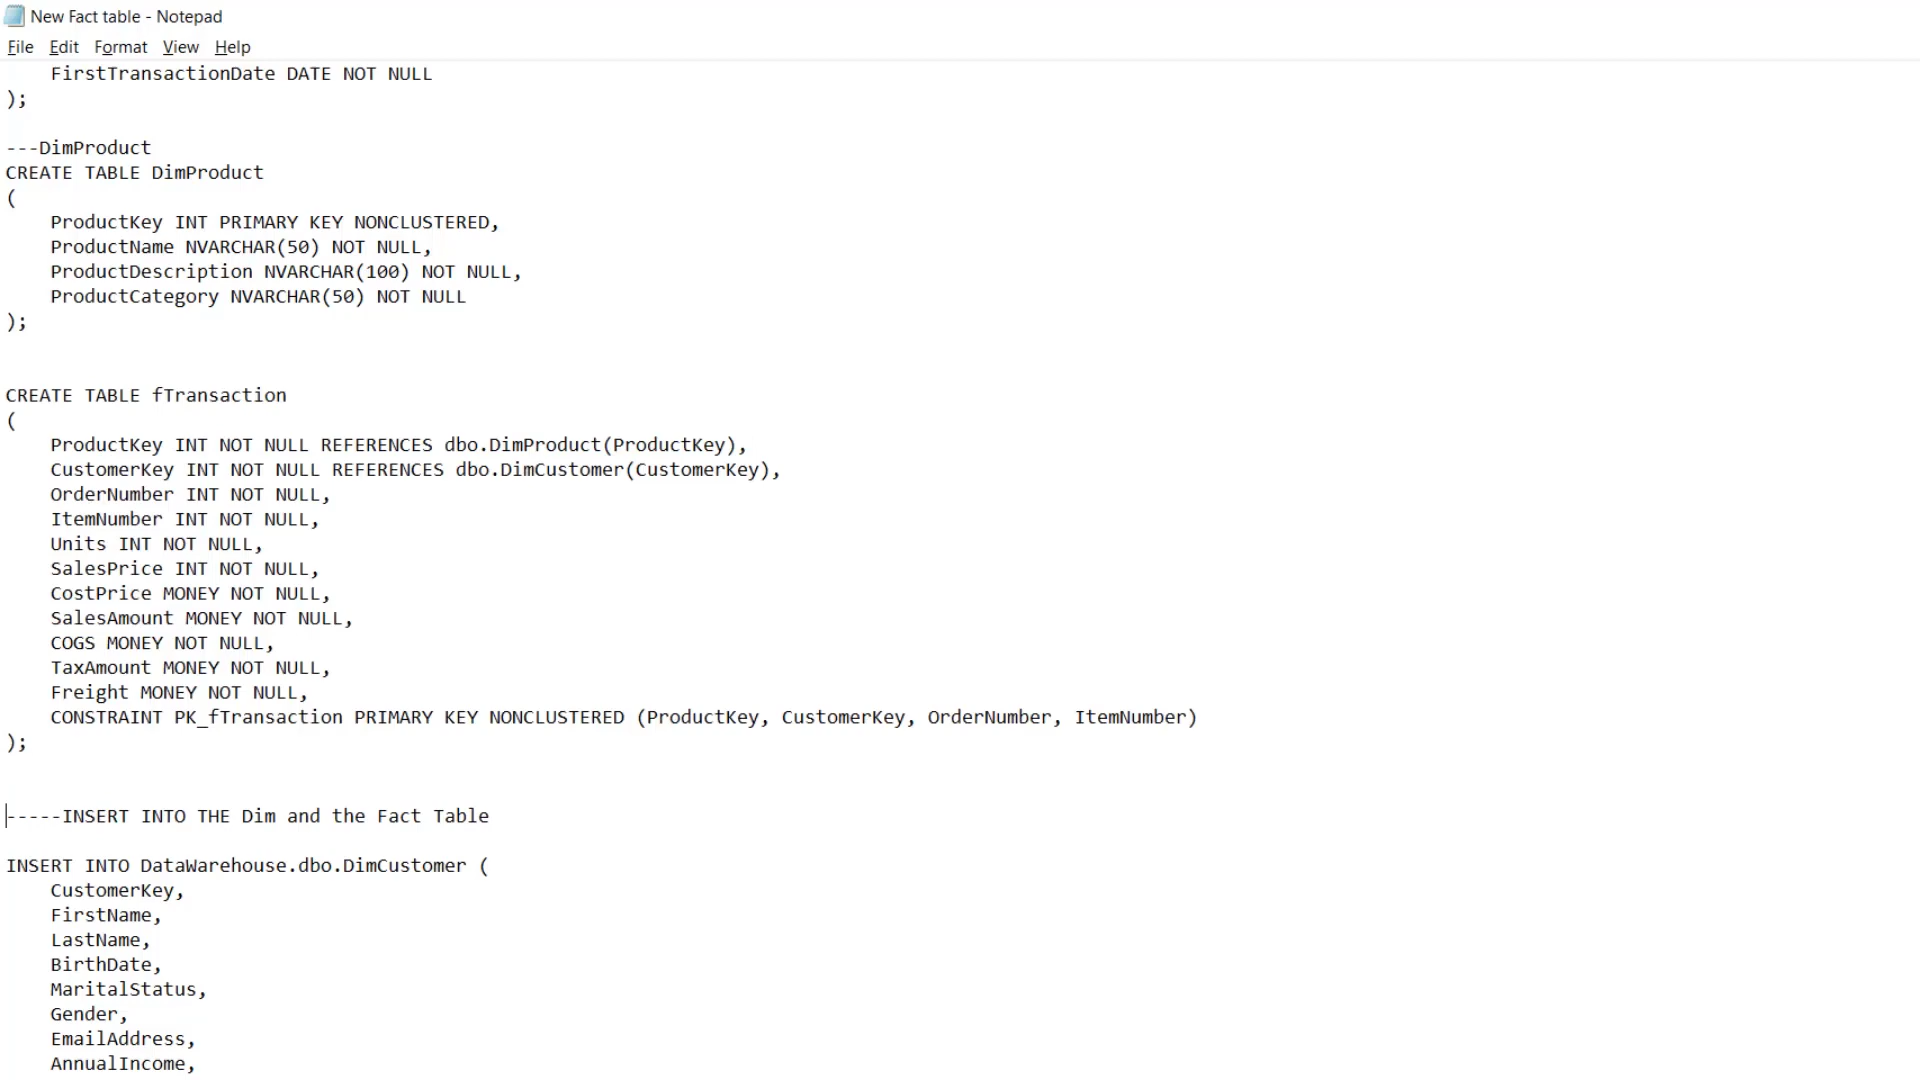 New Fact table - Notepad
File Edit Format View Help
    FirstTransactionDate DATE NOT NULL
);

---DimProduct
CREATE TABLE DimProduct
(
    ProductKey INT PRIMARY KEY NONCLUSTERED,
    ProductName NVARCHAR(50) NOT NULL,
    ProductDescription NVARCHAR(100) NOT NULL,
    ProductCategory NVARCHAR(50) NOT NULL
);


CREATE TABLE fTransaction
(
    ProductKey INT NOT NULL REFERENCES dbo.DimProduct(ProductKey),
    CustomerKey INT NOT NULL REFERENCES dbo.DimCustomer(CustomerKey),
    OrderNumber INT NOT NULL,
    ItemNumber INT NOT NULL,
    Units INT NOT NULL,
    SalesPrice INT NOT NULL,
    CostPrice MONEY NOT NULL,
    SalesAmount MONEY NOT NULL,
    COGS MONEY NOT NULL,
    TaxAmount MONEY NOT NULL,
    Freight MONEY NOT NULL,
    CONSTRAINT PK_fTransaction PRIMARY KEY NONCLUSTERED (ProductKey, CustomerKey, OrderNumber, ItemNumber)
);


-----INSERT INTO THE Dim and the Fact Table

INSERT INTO DataWarehouse.dbo.DimCustomer (
    CustomerKey,
    FirstName,
    LastName,
    BirthDate,
    MaritalStatus,
    Gender,
    EmailAddress,
    AnnualIncome,